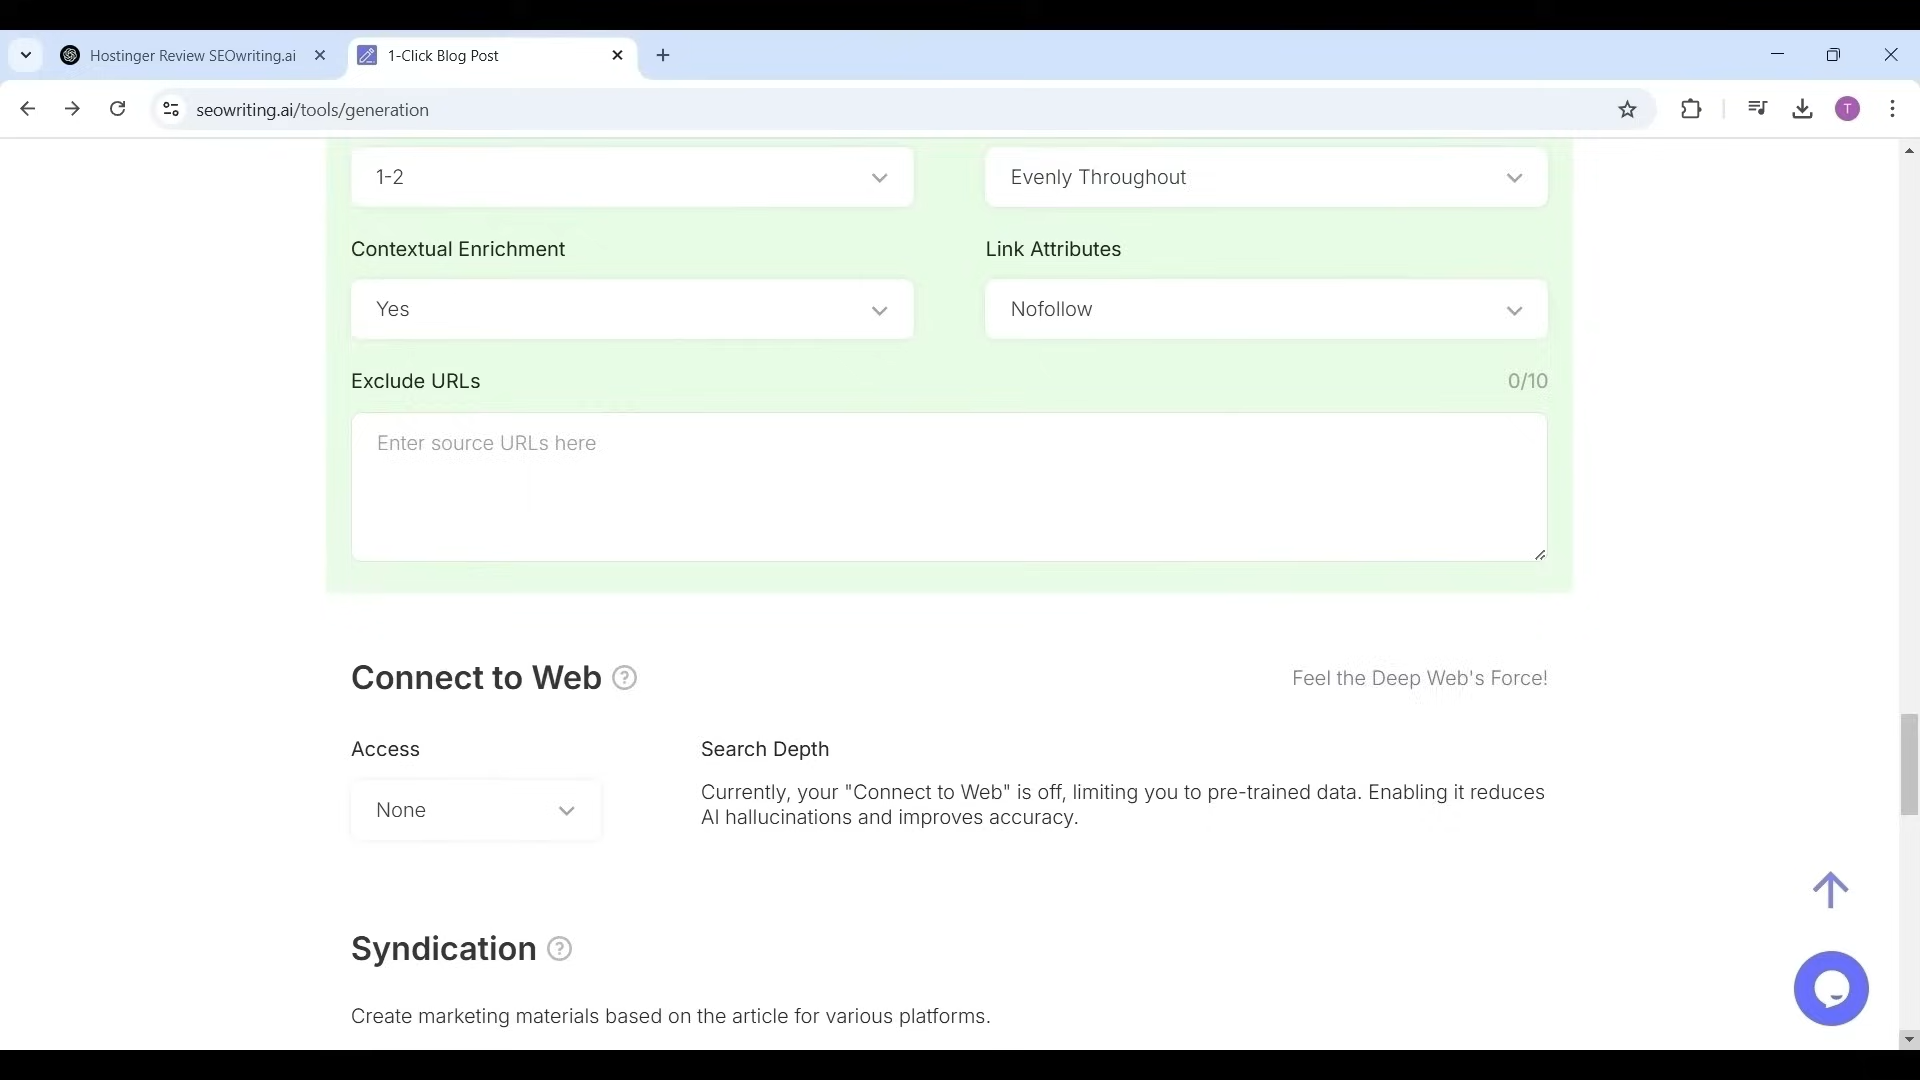 Hostinger Review SEOwriting.ai
1-Click Blog Post
seowriting.ai/tools/generation
T
1-2
Evenly Throughout
Contextual Enrichment
Link Attributes
Yes
Nofollow
Exclude URLs
0/10
Enter source URLs here
Connect to Web ?
Feel the Deep Web's Force!
Access
Search Depth
None
Currently, your "Connect to Web" is off, limiting you to pre-trained data. Enabling it reduces
AI hallucinations and improves accuracy.
Syndication ?
Create marketing materials based on the article for various platforms.